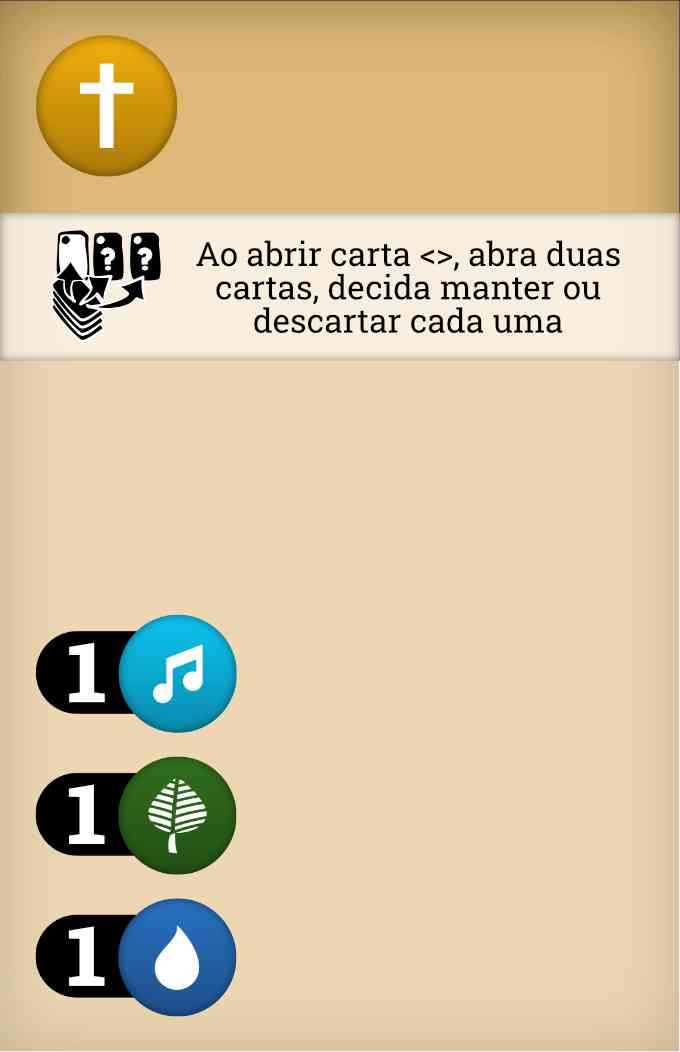 ? ?
Ao abrir carta <>, abra duas
cartas, decida manter ou
descartar cada uma
1
1
1